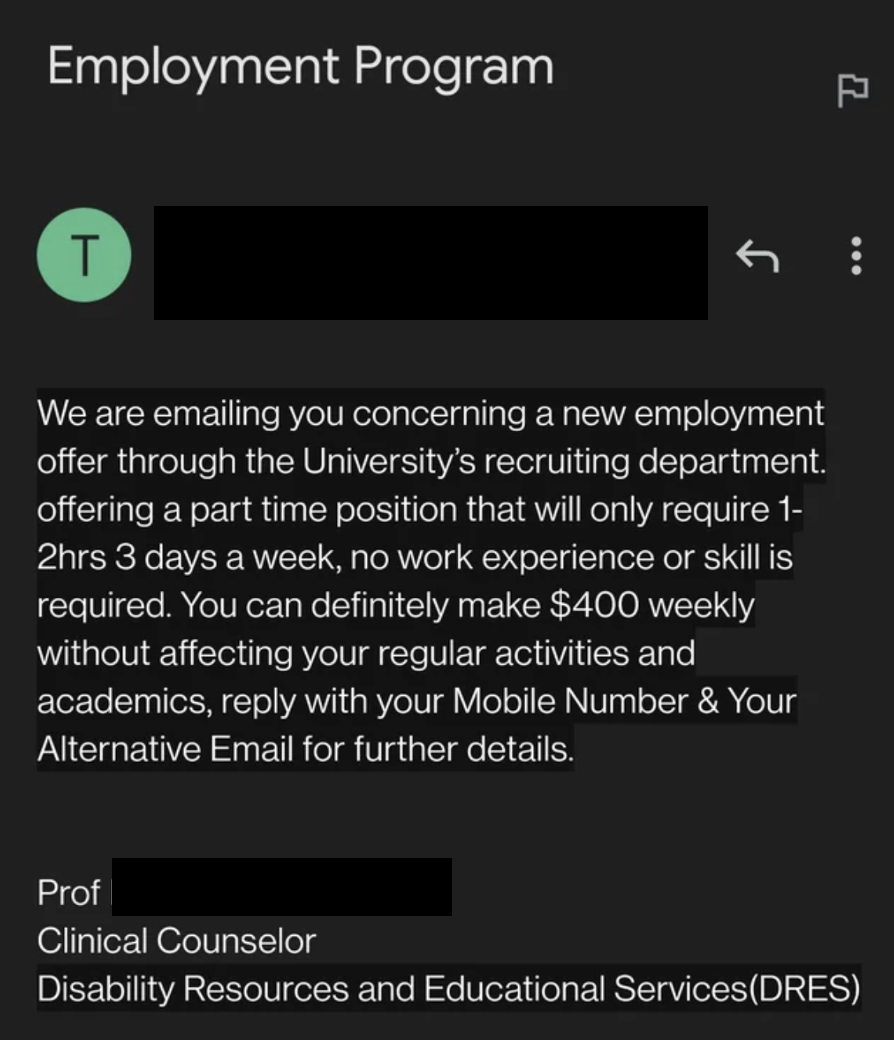 Employment Program
T
We are emailing you concerning a new employment
offer through the University’s recruiting department.
offering a part time position that will only require 1-
2hrs 3 days a week, no work experience or skill is
required. You can definitely make $400 weekly
without affecting your regular activities and
academics, reply with your Mobile Number & Your
Alternative Email for further details.
Prof
Clinical Counselor
Disability Resources and Educational Services(DRES)